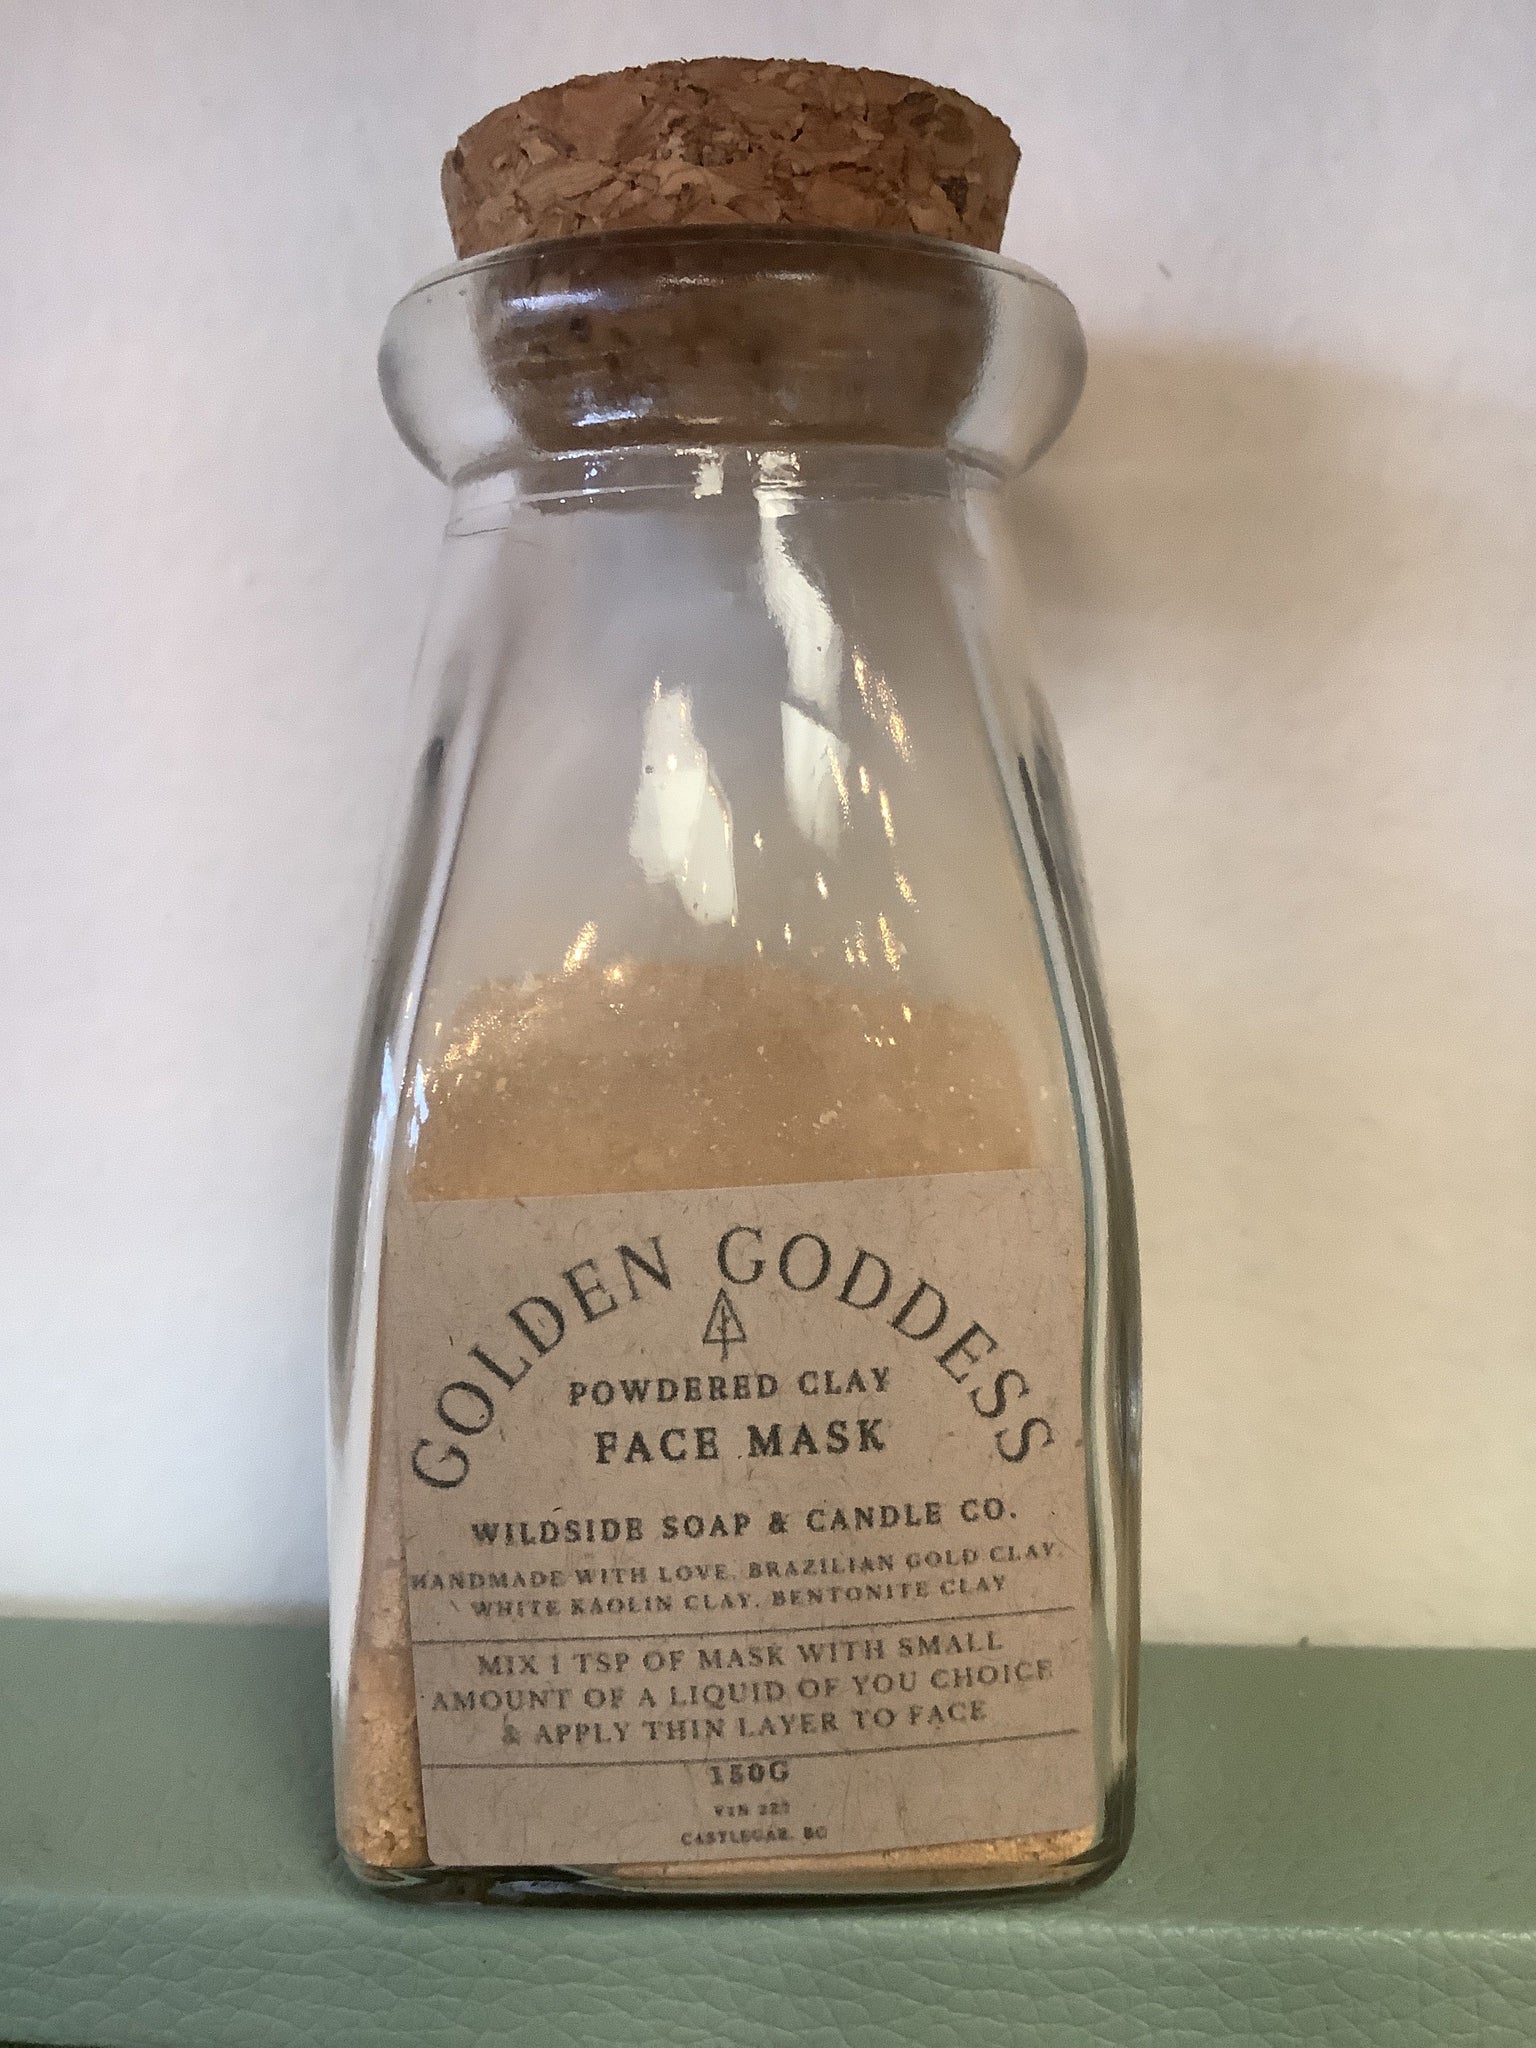 GOLDEN GODDESS
POWDERED CLAY
FACE MASK
WILDSIDE SOAP & CANDLE CO.
HANDMADE WITH LOVE. BRAZILIAN GOLD CLAY,
WHITE KAOLIN CLAY, BENTONITE CLAY
MIX 1 TSP OF MASK WITH SMALL
AMOUNT OF A LIQUID OF YOU CHOICE
& APPLY THIN LAYER TO FACE
150G
CASTLEGAR, BC